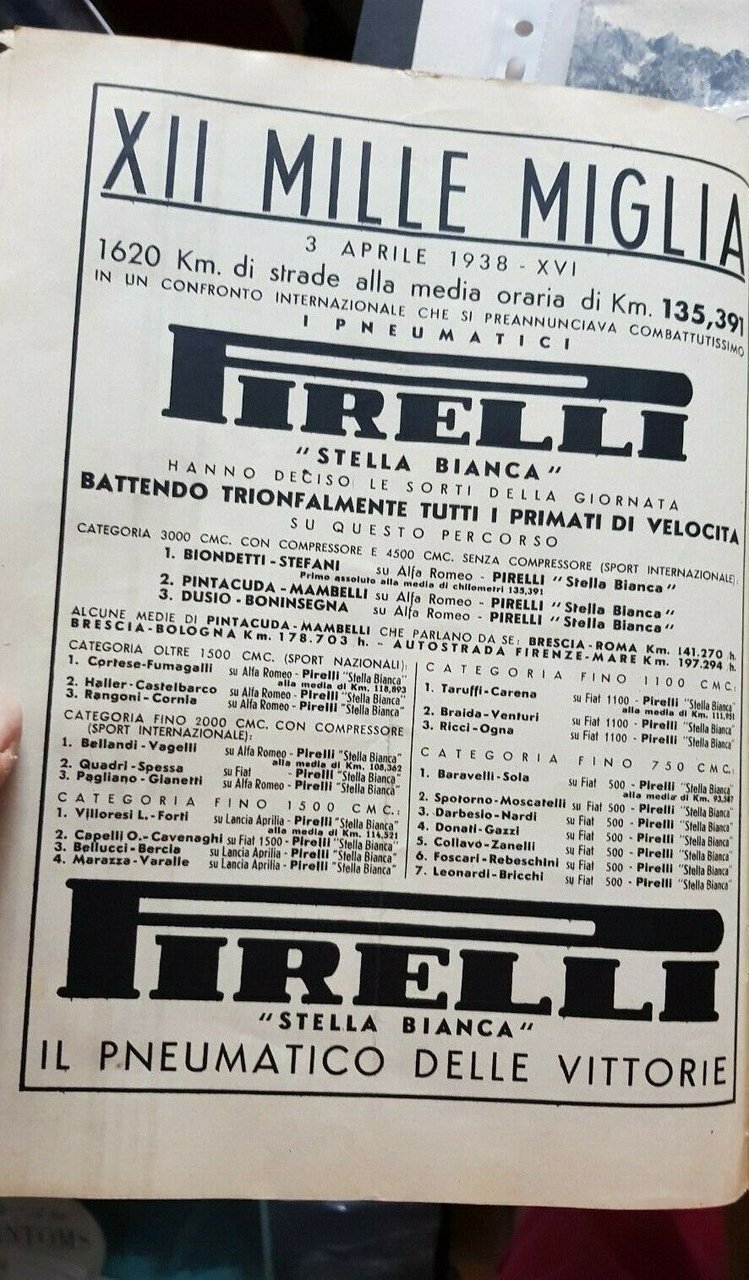 XII MILLE MIGLIA
3 APRILE 1938 - XVI
1620 Km. di strade alla media oraria di Km. 135,391
IN UN CONFRONTO INTERNAZIONALE CHE SI PREANNUNCIAVA COMBATTUTISSIMO
I PNEUMATICI
PIRELLI
"STELLA BIANCA"
HANNO DECISO LE SORTI DELLA GIORNATA
BATTENDO TRIONFALMENTE TUTTI I PRIMATI DI VELOCITA
SU QUESTO PERCORSO
CATEGORIA 3000 CMC. CON COMPRESSORE E 4500 CMC. SENZA COMPRESSORE (SPORT INTERNAZIONALE):
1. BIONDETTI - STEFANI su Alfa Romeo - PIRELLI "Stella Bianca"
Primo assoluto alla media di chilometri 135,391
2. PINTACUDA - MAMBELLI su Alfa Romeo - PIRELLI "Stella Bianca"
3. DUSIO - BONINSEGNA su Alfa Romeo - PIRELLI "Stella Bianca"
ALCUNE MEDIE DI PINTACUDA - MAMBELLI CHE PARLANO DA SE: BRESCIA - ROMA Km. 141.270 h.
BRESCIA-BOLOGNA Km. 178.703 h. - AUTOSTRADA FIRENZE-MARE Km. 197.294 h.
CATEGORIA OLTRE 1500 CMC. (SPORT NAZIONALI):
1. Cortese-Fumagalli su Alfa Romeo - Pirelli "Stella Bianca"
alla media di Km. 118,893
2. Haller-Castelbarco su Alfa Romeo - Pirelli "Stella Bianca"
3. Rangoni-Cornia su Alfa Romeo - Pirelli "Stella Bianca"
CATEGORIA FINO 2000 CMC. CON COMPRESSORE
(SPORT INTERNAZIONALE):
1. Bellandi - Vagelli su Alfa Romeo - Pirelli "Stella Bianca"
alla media di Km. 108,362
2. Quadri - Spessa su Fiat - Pirelli "Stella Bianca"
3. Pagliano - Gianetti su Alfa Romeo - Pirelli "Stella Bianca"
CATEGORIA FINO 1500 CMC.:
1. Villoresi L. - Forti su Lancia Aprilia - Pirelli "Stella Bianca"
alla media di Km. 114,521
2. Capelli O. - Cavenaghi su Fiat 1500 - Pirelli "Stella Bianca"
3. Bellucci - Bercia su Lancia Aprilia - Pirelli "Stella Bianca"
4. Marazza - Varalle su Lancia Aprilia - Pirelli "Stella Bianca"
CATEGORIA FINO 1100 CMC:
1. Taruffi - Carena su Fiat 1100 - Pirelli "Stella Bianca"
alla media di Km. 111,951
2. Braida - Venturi su Fiat 1100 - Pirelli "Stella Bianca"
3. Ricci - Ogna su Fiat 1100 - Pirelli "Stella Bianca"
CATEGORIA FINO 750 CMC:
1. Baravelli - Sola su Fiat 500 - Pirelli "Stella Bianca"
alla media di Km. 93,587
2. Spotorno - Moscatelli su Fiat 500 - Pirelli "Stella Bianca"
3. Darbesio - Nardi su Fiat 500 - Pirelli "Stella Bianca"
4. Donati - Gazzi su Fiat 500 - Pirelli "Stella Bianca"
5. Collavo - Zanelli su Fiat 500 - Pirelli "Stella Bianca"
6. Foscari - Rebeschini su Fiat 500 - Pirelli "Stella Bianca"
7. Leonardi - Bricchi su Fiat 500 - Pirelli "Stella Bianca"
PIRELLI
"STELLA BIANCA"
IL PNEUMATICO DELLE VITTORIE